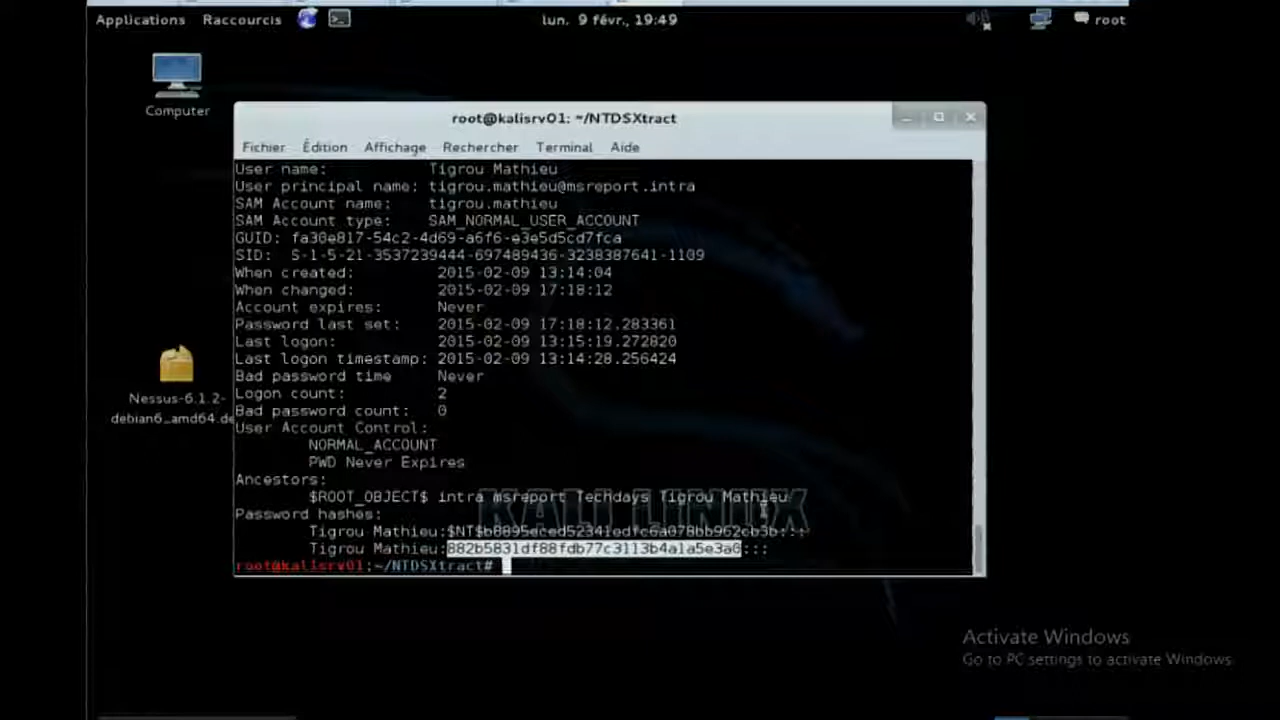 Applications Raccourcis lun. 9 févr., 19:49 root
Computer
root@kalisrv01: ~/NTDSXtract
Fichier Édition Affichage Rechercher Terminal Aide
User name: Tigrou Mathieu
User principal name: tigrou.mathieu@msreport.intra
SAM Account name: tigrou.mathieu
SAM Account type: SAM_NORMAL_USER_ACCOUNT
GUID: fa30e817-54c2-4d69-a6f6-e3e5d5cd7fca
SID: S-1-5-21-3537239444-697489436-3238387641-1109
When created: 2015-02-09 13:14:04
When changed: 2015-02-09 17:18:12
Account expires: Never
Password last set: 2015-02-09 17:18:12.283361
Last logon: 2015-02-09 13:15:19.272820
Last logon timestamp: 2015-02-09 13:14:28.256424
Bad password time Never
Logon count: 2
Bad password count: 0
User Account Control:
NORMAL_ACCOUNT
PWD Never Expires
Ancestors:
$ROOT_OBJECT$ intra msreport Techdays Tigrou Mathieu
Password hashes:
Tigrou Mathieu:$NT$b8895eced52341edfc6a078bb962cb3b:::
Tigrou Mathieu:882b5831df88fdb77c3113b4a1a5e3a0:::
root@kalisrv01:~/NTDSXtract#
KALI LINUX
Nessus-6.1.2-
debian6_amd64.de
Activate Windows
Go to PC settings to activate Windows.